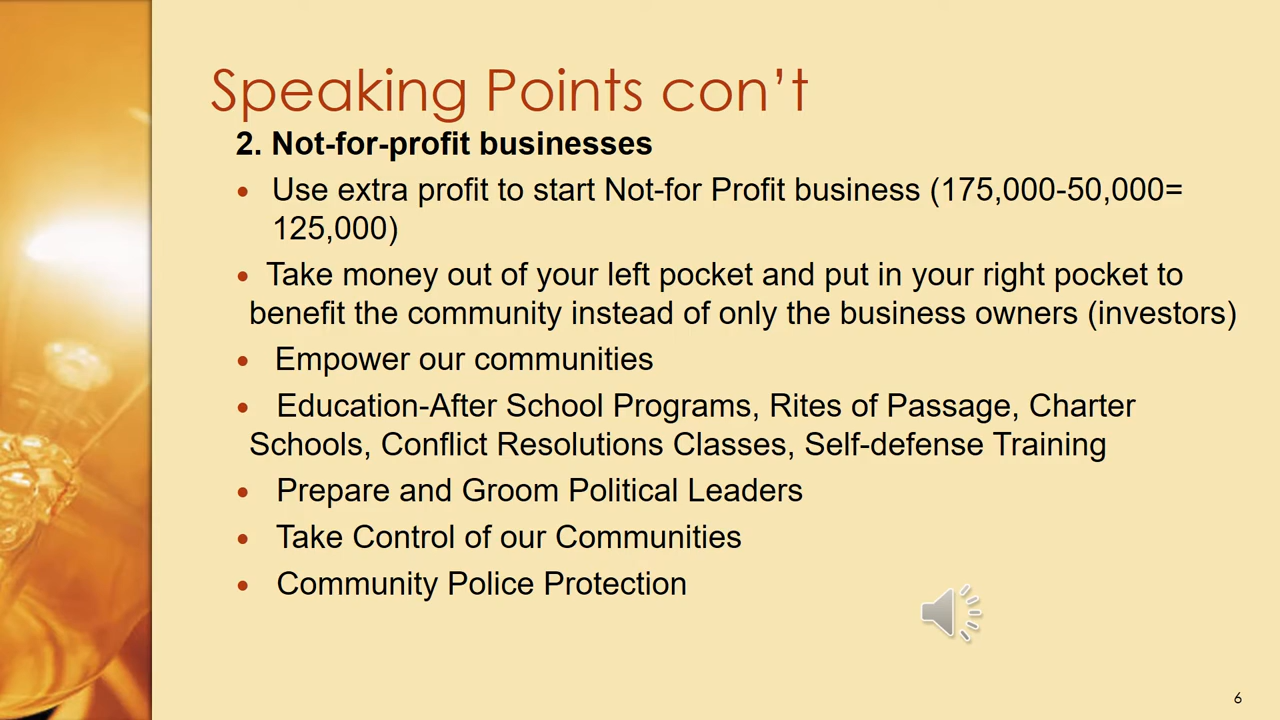 Speaking Points con’t
2. Not-for-profit businesses
• Use extra profit to start Not-for Profit business (175,000-50,000=
125,000)
• Take money out of your left pocket and put in your right pocket to
benefit the community instead of only the business owners (investors)
• Empower our communities
• Education-After School Programs, Rites of Passage, Charter
Schools, Conflict Resolutions Classes, Self-defense Training
• Prepare and Groom Political Leaders
• Take Control of our Communities
• Community Police Protection
6